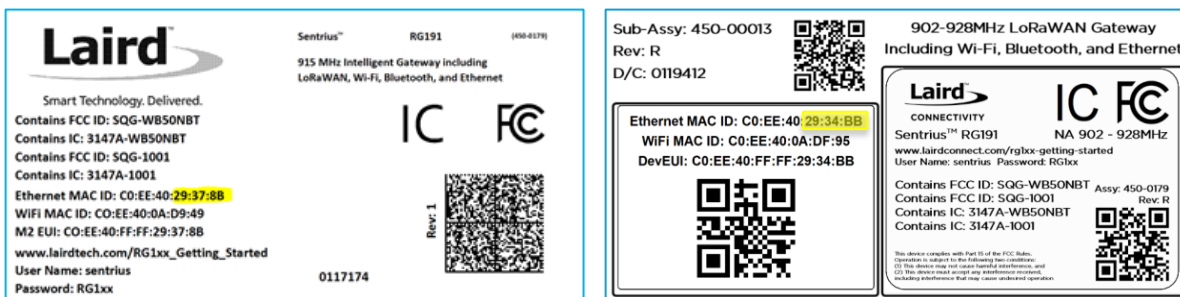 Laird
Smart Technology. Delivered.
Sentrius™ RG191 (450-0179)
915 MHz Intelligent Gateway including
LoRaWAN, Wi-Fi, Bluetooth, and Ethernet
IC FC
Contains FCC ID: SQG-WB50NBT
Contains IC: 3147A-WB50NBT
Contains FCC ID: SQG-1001
Contains IC: 3147A-1001
Ethernet MAC ID: C0:EE:40:29:37:8B
WiFi MAC ID: CO:EE:40:0A:D9:49
M2 EUI: CO:EE:40:FF:FF:29:37:8B
www.lairdtech.com/RG1xx_Getting_Started
User Name: sentrius
Password: RG1xx
0117174
Rev: 1
Sub-Assy: 450-00013
Rev: R
D/C: 0119412
Ethernet MAC ID: C0:EE:40:29:34:BB
WiFi MAC ID: C0:EE:40:0A:DF:95
DevEUI: C0:EE:40:FF:FF:29:34:BB
902-928MHz LoRaWAN Gateway
Including Wi-Fi, Bluetooth, and Ethernet
Laird
CONNECTIVITY
IC FC
Sentrius™ RG191 NA 902 - 928MHz
www.lairdconnect.com/rg1xx-getting-started
User Name: sentrius Password: RG1xx
Contains FCC ID: SQG-WB50NBT
Contains FCC ID: SQG-1001
Contains IC: 3147A-WB50NBT
Contains IC: 3147A-1001
Assy: 450-0179
Rev: R
This device complies with Part 15 of the FCC Rules.
Operation is subject to the following two conditions:
(1) This device may not cause harmful interference, and
(2) This device must accept any interference received,
including interference that may cause undesired operation